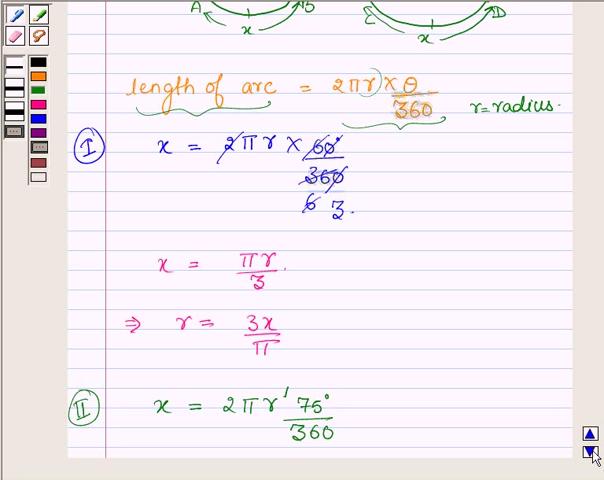 A x B C x D
length of arc = 2πr × θ/360 r = radius.
I x = 2πr × 60°/360
6 3.
x = πr/3.
⇒ r = 3x/π
II x = 2πr' 75°/360